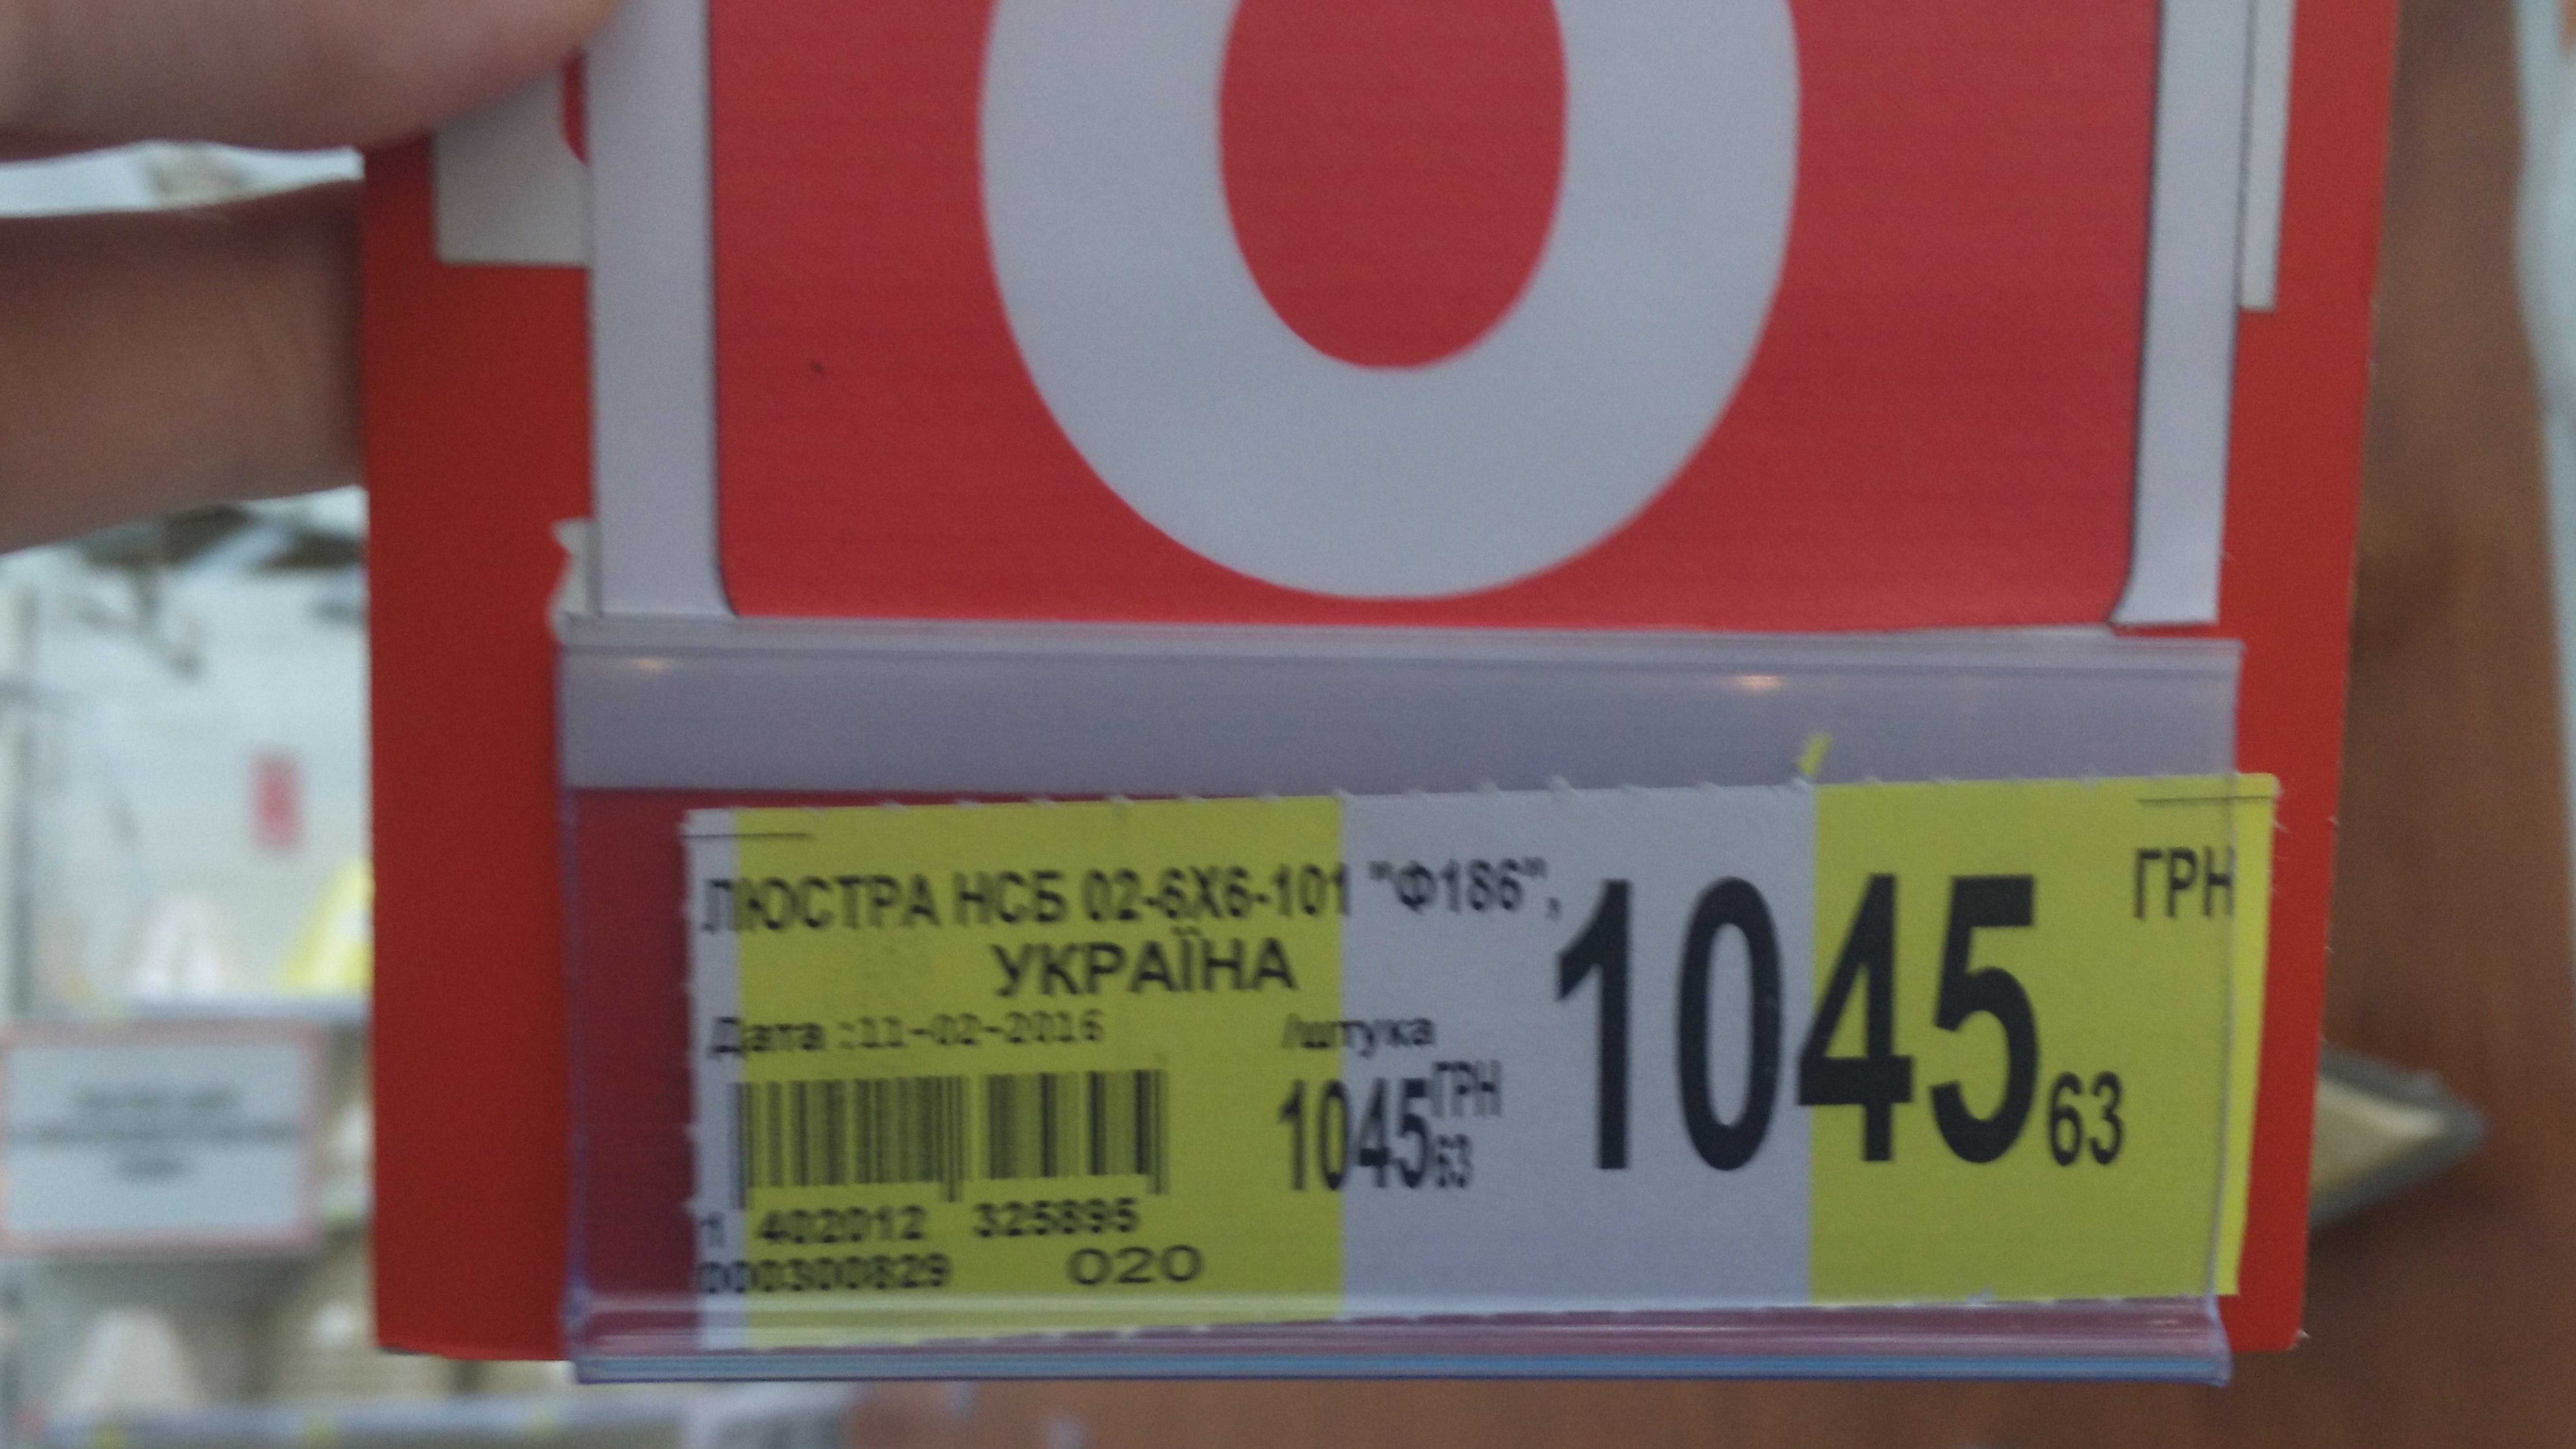 ЛЮСТРА НСБ 02-6Х6-101 "Ф186",
УКРАЇНА
1045 63 ГРН
Дата :11-02-2016
/штука
1045 63 ГРН
1 402012 325895
000300829 020